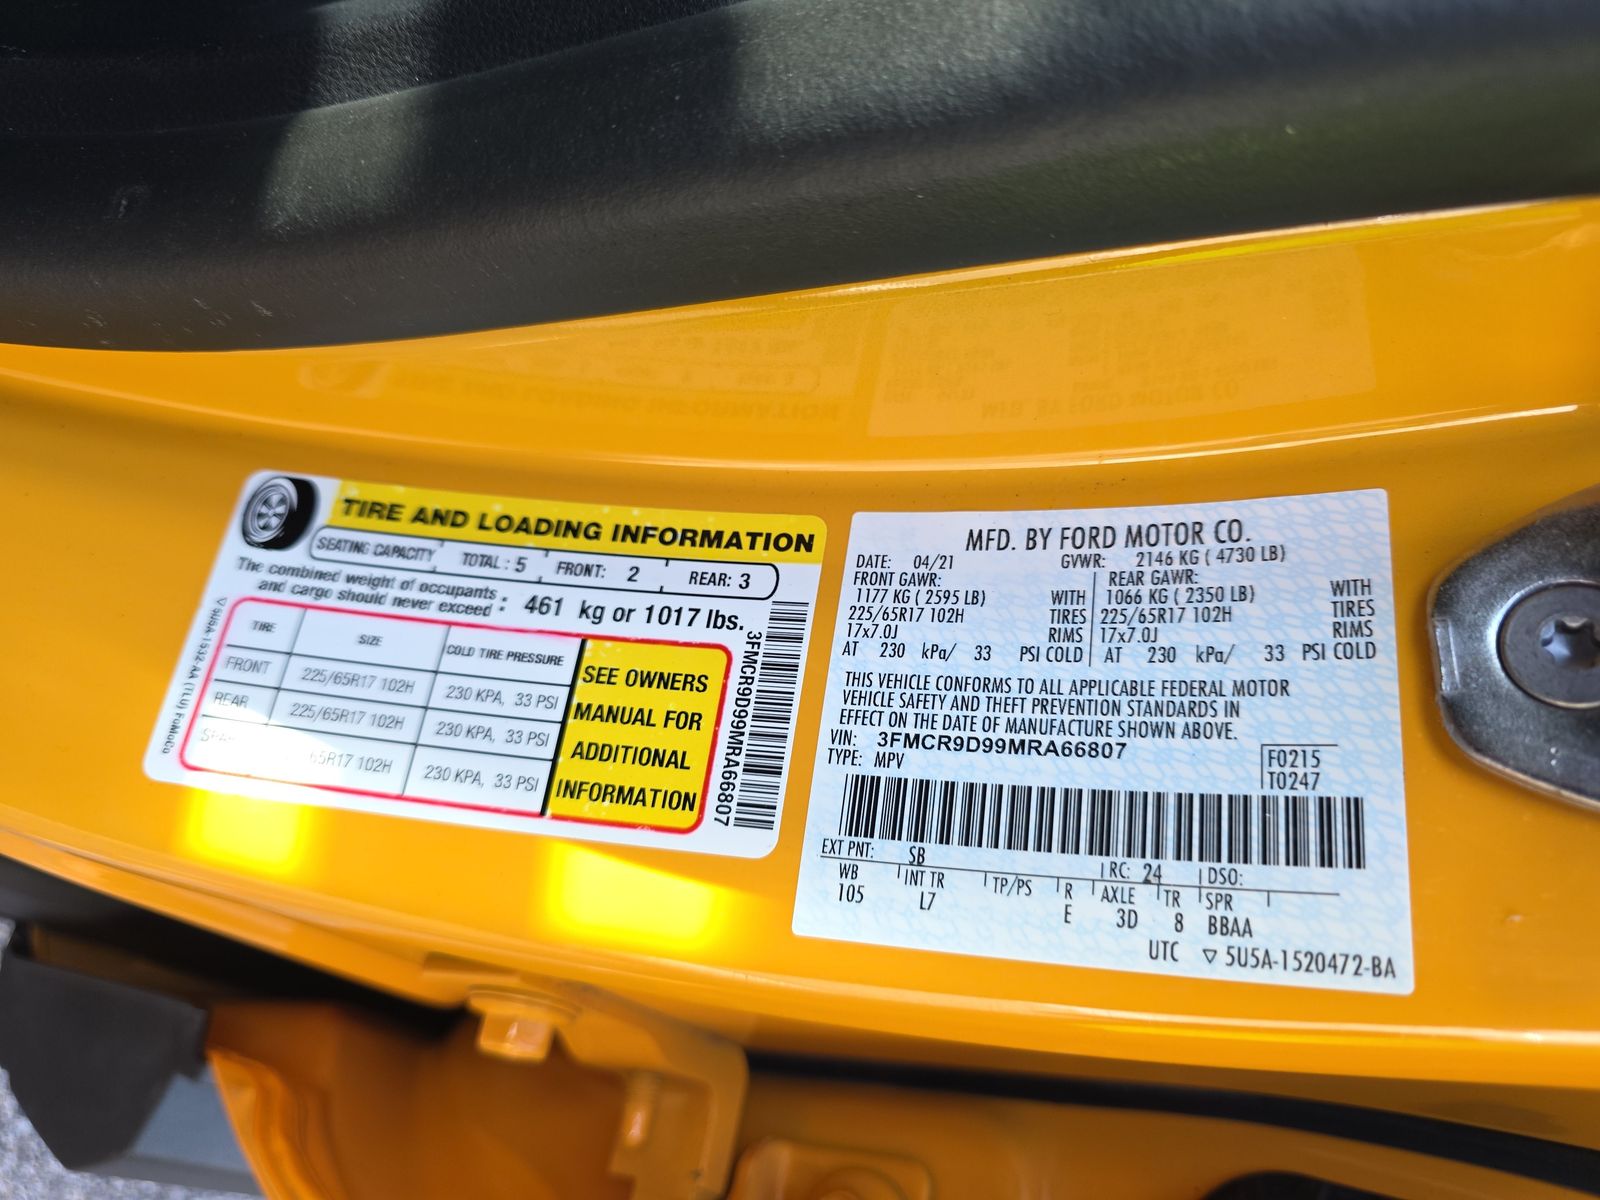 TIRE AND LOADING INFORMATION
SEATING CAPACITY TOTAL: 5 FRONT: 2 REAR: 3
The combined weight of occupants
and cargo should never exceed : 461 kg or 1017 lbs.
TIRE SIZE COLD TIRE PRESSURE
FRONT 225/65R17 102H 230 KPA, 33 PSI
REAR 225/65R17 102H 230 KPA, 33 PSI
65R17 102H 230 KPA, 33 PSI
SEE OWNERS
MANUAL FOR
ADDITIONAL
INFORMATION
▽5U5A-1532-AA (TLU) FoMoCo
3FMCR9D99MRA66807
MFD. BY FORD MOTOR CO.
DATE: 04/21 GVWR: 2146 KG ( 4730 LB)
FRONT GAWR: REAR GAWR:
1177 KG ( 2595 LB) WITH 1066 KG ( 2350 LB) WITH
225/65R17 102H TIRES 225/65R17 102H TIRES
17x7.0J RIMS 17x7.0J RIMS
AT 230 kPa/ 33 PSI COLD AT 230 kPa/ 33 PSI COLD
THIS VEHICLE CONFORMS TO ALL APPLICABLE FEDERAL MOTOR
VEHICLE SAFETY AND THEFT PREVENTION STANDARDS IN
EFFECT ON THE DATE OF MANUFACTURE SHOWN ABOVE.
VIN: 3FMCR9D99MRA66807
TYPE: MPV
F0215
T0247
EXT PNT: SB RC: 24 DSO:
WB INT TR TP/PS R AXLE TR SPR
105 L7 E 3D 8 BBAA
UTC ▽ 5U5A-1520472-BA